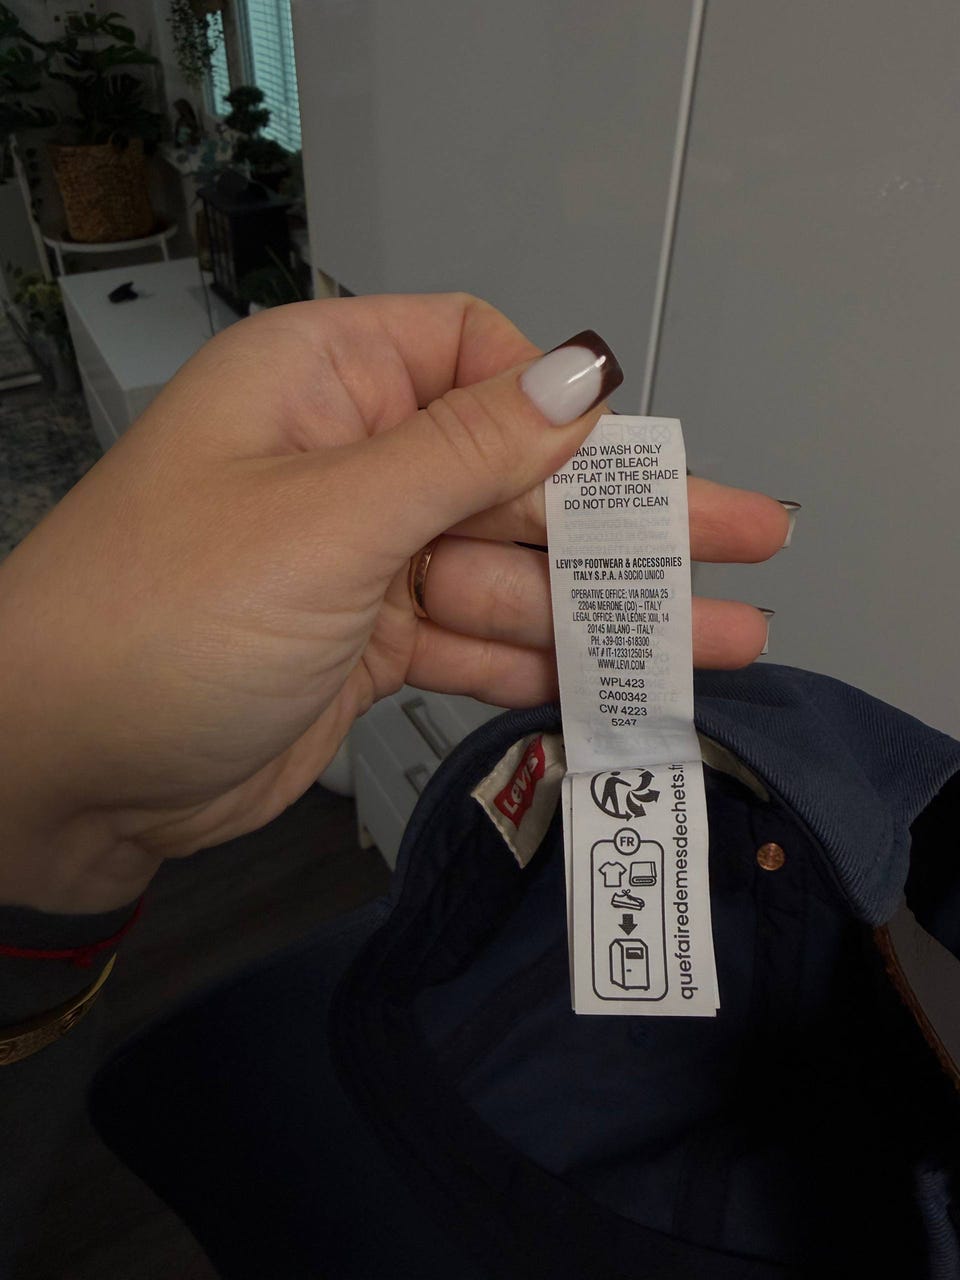 AND WASH ONLY
DO NOT BLEACH
DRY FLAT IN THE SHADE
DO NOT IRON
DO NOT DRY CLEAN
LEVI'S® FOOTWEAR & ACCESSORIES
ITALY S.P.A. A SOCIO UNICO
OPERATIVE OFFICE: VIA ROMA 25
22046 MERONE (CO) – ITALY
LEGAL OFFICE: VIA LEONE XIII, 14
20145 MILANO – ITALY
PH. +39-031-618300
VAT # IT-12331250154
WWW.LEVI.COM
WPL423
CA00342
CW 4223
5247
LEVI'S
FR
quefairedemesdechets.fr